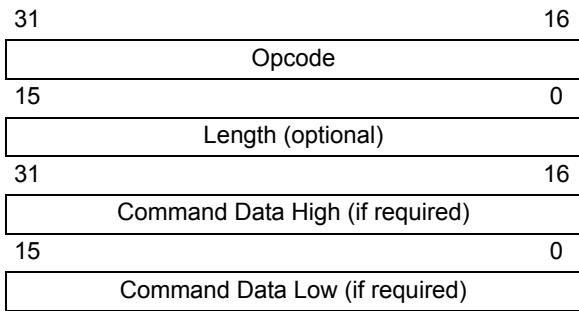 31 16
Opcode
15 0
Length (optional)
31 16
Command Data High (if required)
15 0
Command Data Low (if required)